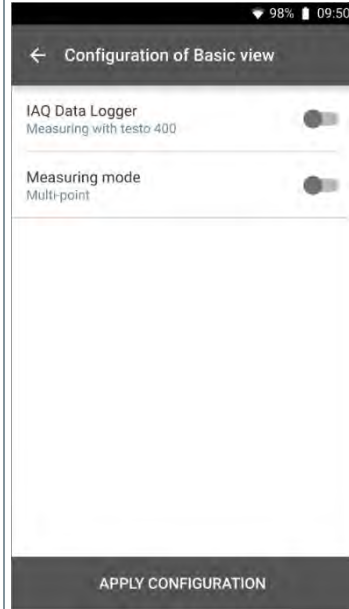 98% 09:50
Configuration of Basic view
IAQ Data Logger
Measuring with testo 400
Measuring mode
Multi-point
APPLY CONFIGURATION